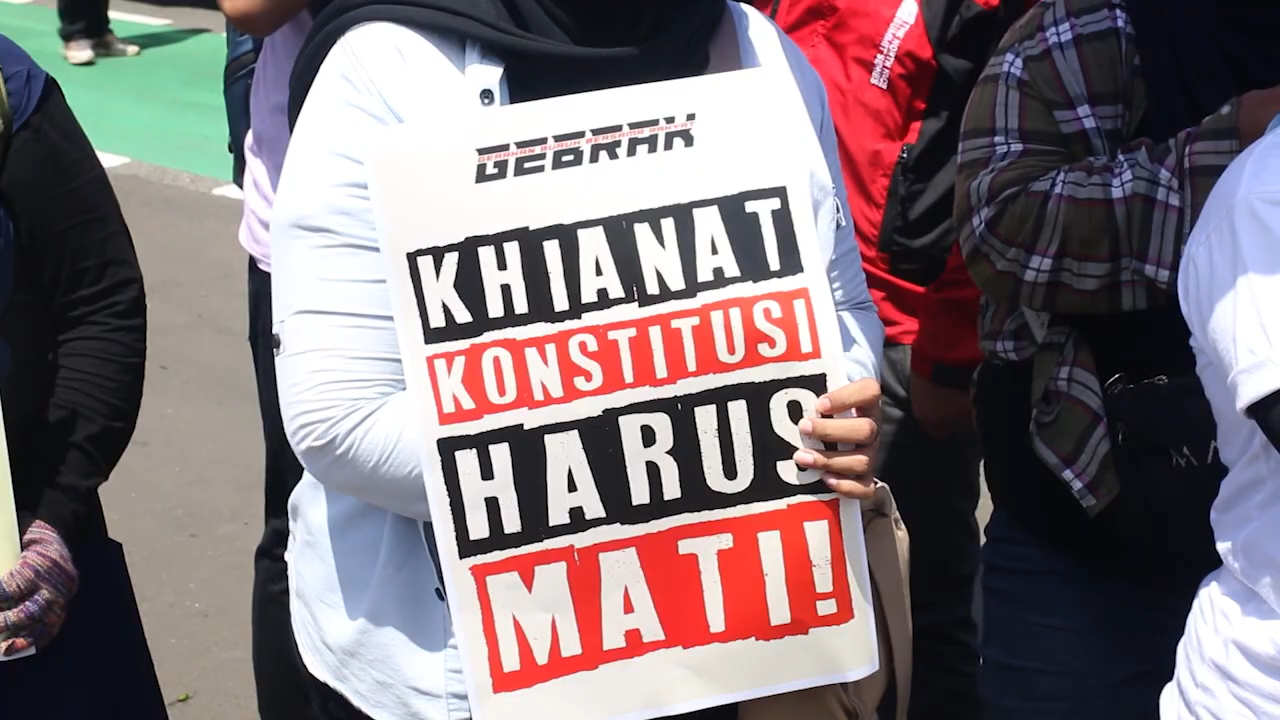 GEBRAK
GERAKAN BURUH BERSAMA RAKYAT
KHIANAT
KONSTITUSI
HARUS
MATI!